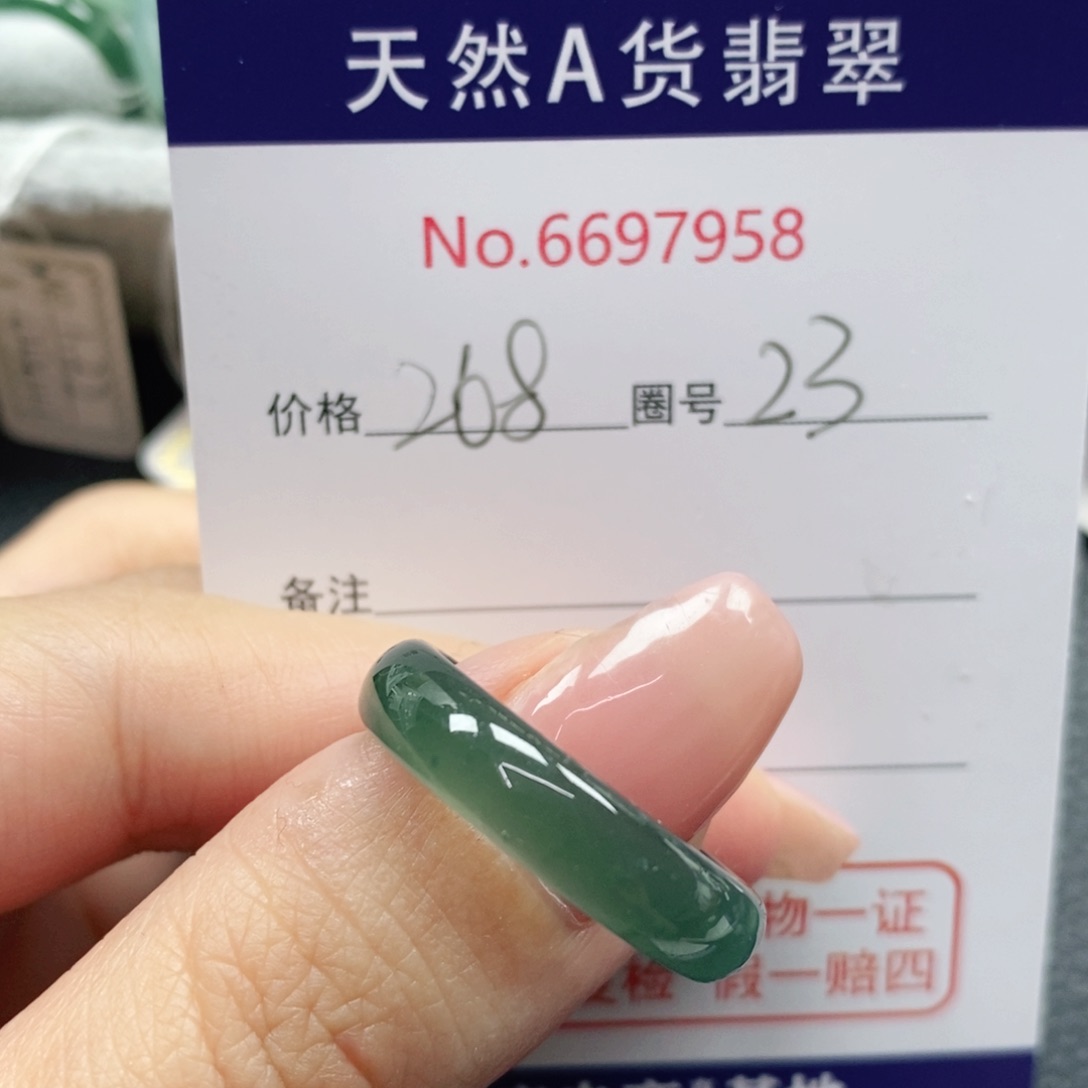 天然A货翡翠
No.6697958
价格 268 圈号 23
备注
物一证
检 假一赔四